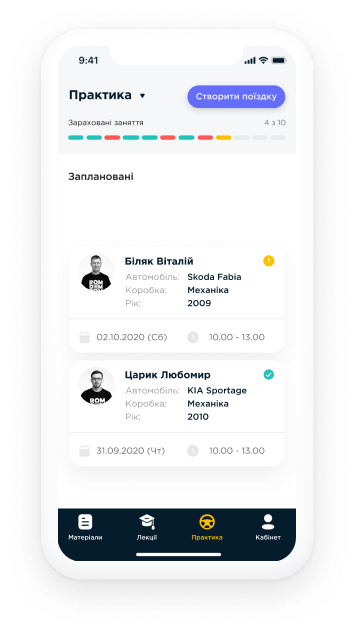 9:41
Практика
Створити поїздку
Зараховані заняття
4 з 10
Заплановані
Біляк Віталій
Автомобіль: Skoda Fabia
Коробка: Механіка
Рік: 2009
02.10.2020 (Сб)
10.00 - 13.00
Царик Любомир
Автомобіль: KIA Sportage
Коробка: Механіка
Рік: 2010
31.09.2020 (Чт)
10.00 - 13.00
Матеріали
Лекції
Практика
Кабінет